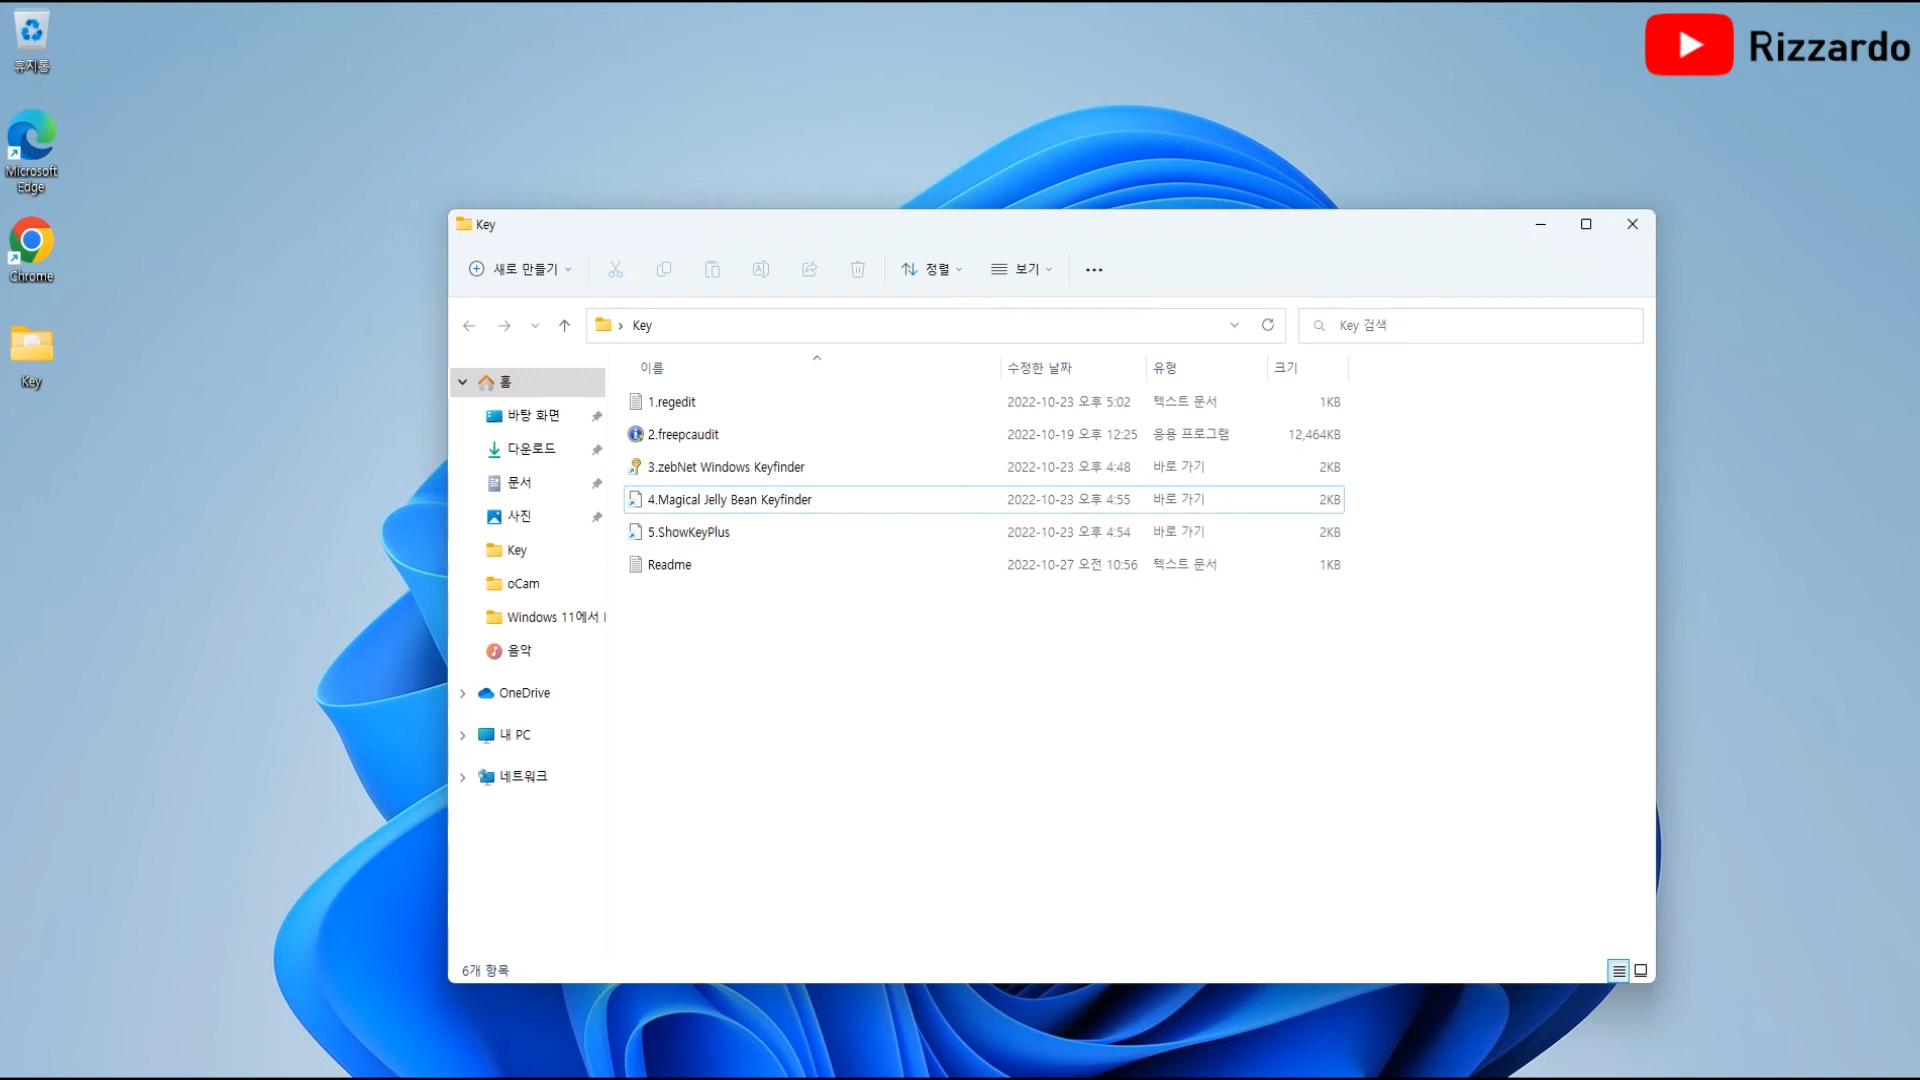 휴지통
Microsoft
Edge
Chrome
Key
Rizzardo
Key
새로 만들기
정렬
보기
Key
Key 검색
홈
바탕 화면
다운로드
문서
사진
Key
oCam
Windows 11에서
음악
OneDrive
내 PC
네트워크
이름 수정한 날짜 유형 크기
1.regedit 2022-10-23 오후 5:02 텍스트 문서 1KB
2.freepcaudit 2022-10-19 오후 12:25 응용 프로그램 12,464KB
3.zebNet Windows Keyfinder 2022-10-23 오후 4:48 바로 가기 2KB
4.Magical Jelly Bean Keyfinder 2022-10-23 오후 4:55 바로 가기 2KB
5.ShowKeyPlus 2022-10-23 오후 4:54 바로 가기 2KB
Readme 2022-10-27 오전 10:56 텍스트 문서 1KB
6개 항목